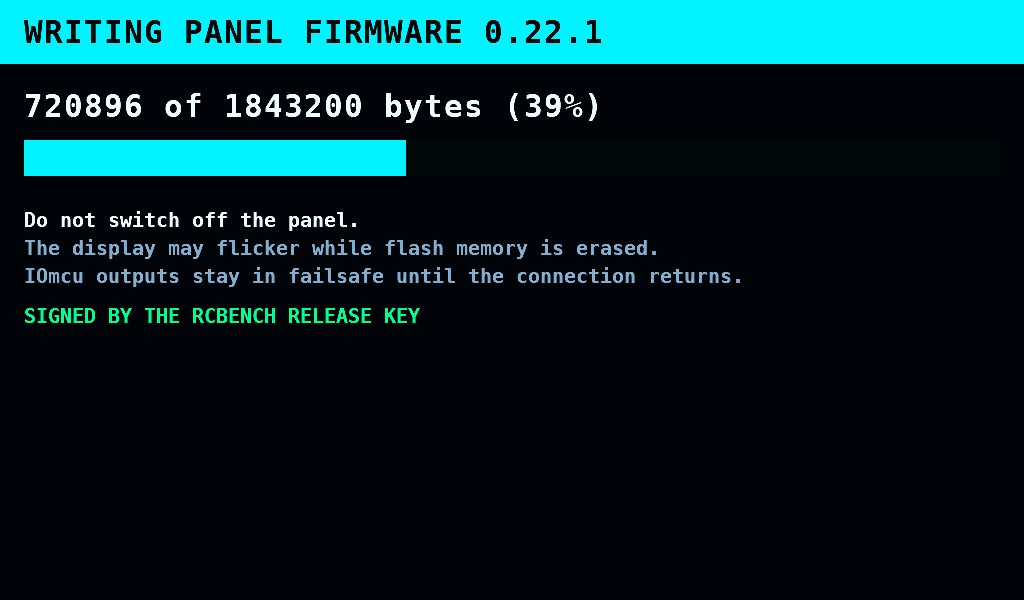 WRITING PANEL FIRMWARE 0.22.1
720896 of 1843200 bytes (39%)
Do not switch off the panel.
The display may flicker while flash memory is erased.
IOmcu outputs stay in failsafe until the connection returns.
SIGNED BY THE RCBENCH RELEASE KEY